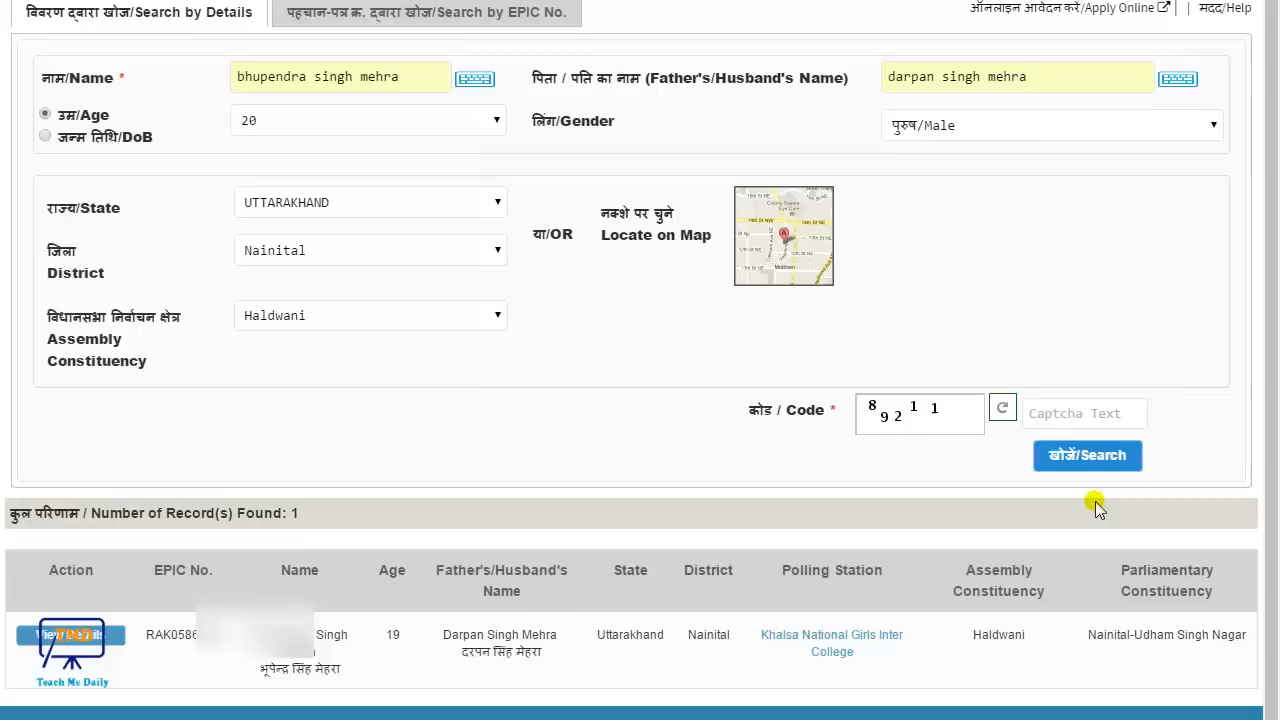 विवरण द्वारा खोज/Search by Details
पहचान-पत्र क्र. द्वारा खोज/Search by EPIC No.
ऑनलाइन आवेदन करें/Apply Online | | मदद/Help
नाम/Name * bhupendra singh mehra पिता / पति का नाम (Father's/Husband's Name) darpan singh mehra
उम्र/Age 20 लिंग/Gender पुरुष/Male
जन्म तिथि/DoB
राज्य/State UTTARAKHAND
नक्शे पर चुने
या/OR Locate on Map
जिला Nainital
District
विधानसभा निर्वाचन क्षेत्र Haldwani
Assembly
Constituency
कोड / Code * 8 9 2 1 1 Captcha Text
खोजें/Search
कुल परिणाम / Number of Record(s) Found: 1
Action EPIC No. Name Age Father's/Husband's State District Polling Station Assembly Parliamentary
Name Constituency Constituency
View Details RAK0586 Singh 19 Darpan Singh Mehra Uttarakhand Nainital Khalsa National Girls Inter Haldwani Nainital-Udham Singh Nagar
दरपन सिंह मेहरा College
भूपेन्द्र सिंह मेहरा
Teach Me Daily